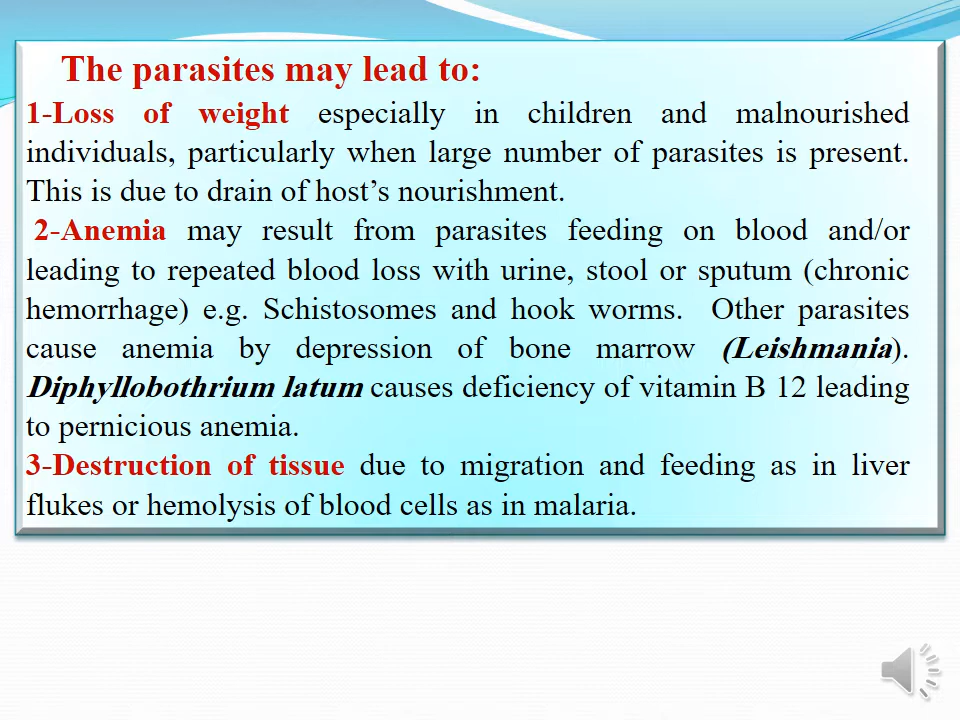 The parasites may lead to:
1-Loss of weight especially in children and malnourished
individuals, particularly when large number of parasites is present.
This is due to drain of host’s nourishment.
2-Anemia may result from parasites feeding on blood and/or
leading to repeated blood loss with urine, stool or sputum (chronic
hemorrhage) e.g. Schistosomes and hook worms. Other parasites
cause anemia by depression of bone marrow (Leishmania).
Diphyllobothrium latum causes deficiency of vitamin B 12 leading
to pernicious anemia.
3-Destruction of tissue due to migration and feeding as in liver
flukes or hemolysis of blood cells as in malaria.